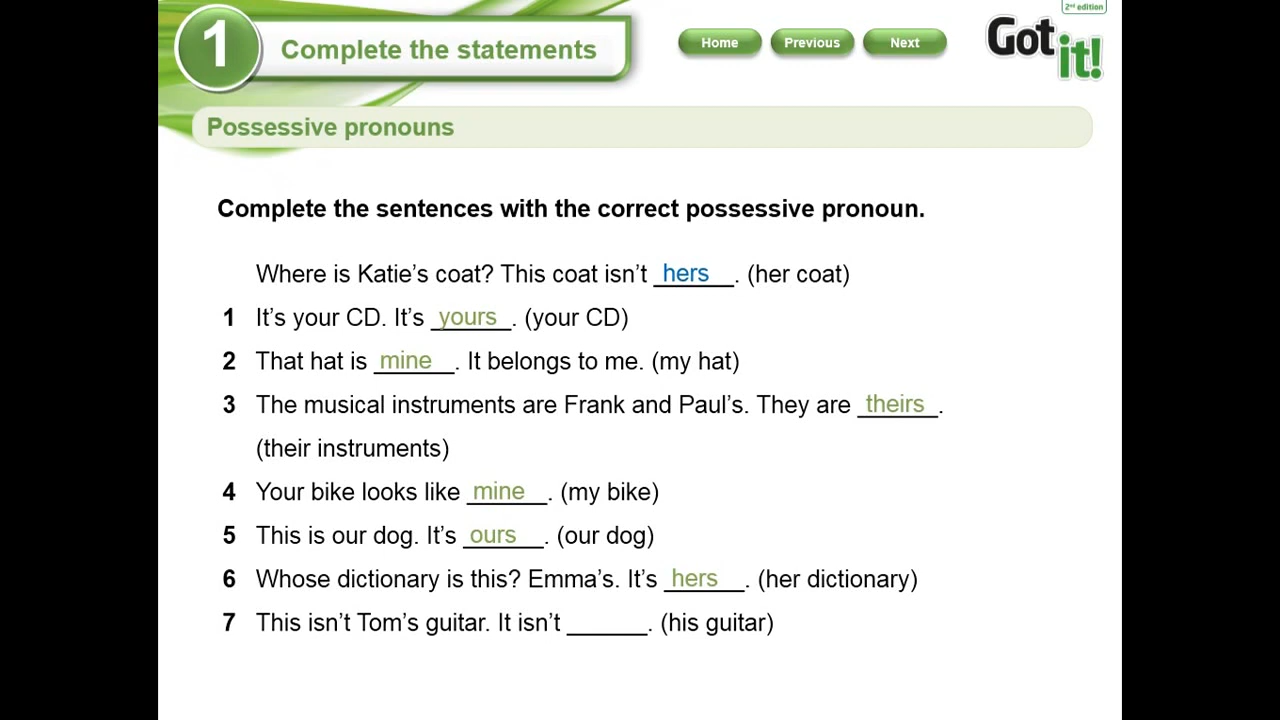 2nd edition
1 Complete the statements
Home Previous Next
Got it!
Possessive pronouns
Complete the sentences with the correct possessive pronoun.
Where is Katie’s coat? This coat isn’t hers. (her coat)
1 It’s your CD. It’s yours. (your CD)
2 That hat is mine. It belongs to me. (my hat)
3 The musical instruments are Frank and Paul’s. They are theirs.
(their instruments)
4 Your bike looks like mine. (my bike)
5 This is our dog. It’s ours. (our dog)
6 Whose dictionary is this? Emma’s. It’s hers. (her dictionary)
7 This isn’t Tom’s guitar. It isn’t ______. (his guitar)